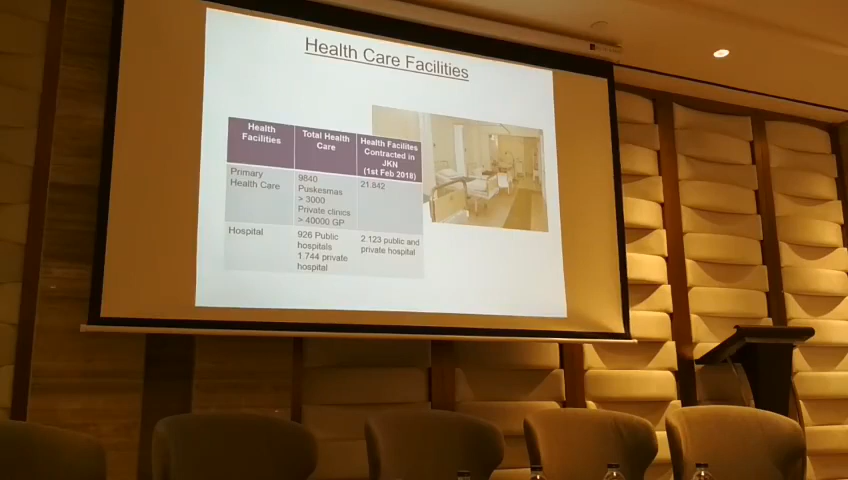 Health Care Facilities
Health
Facilities
Total Health
Care
Health Facilites
Contracted in
JKN
(1st Feb 2018)
Primary
Health Care
9840
Puskesmas
> 3000
Private clinics
> 40000 GP
21.842
Hospital
926 Public
hospitals
1.744 private
hospital
2.123 public and
private hospital